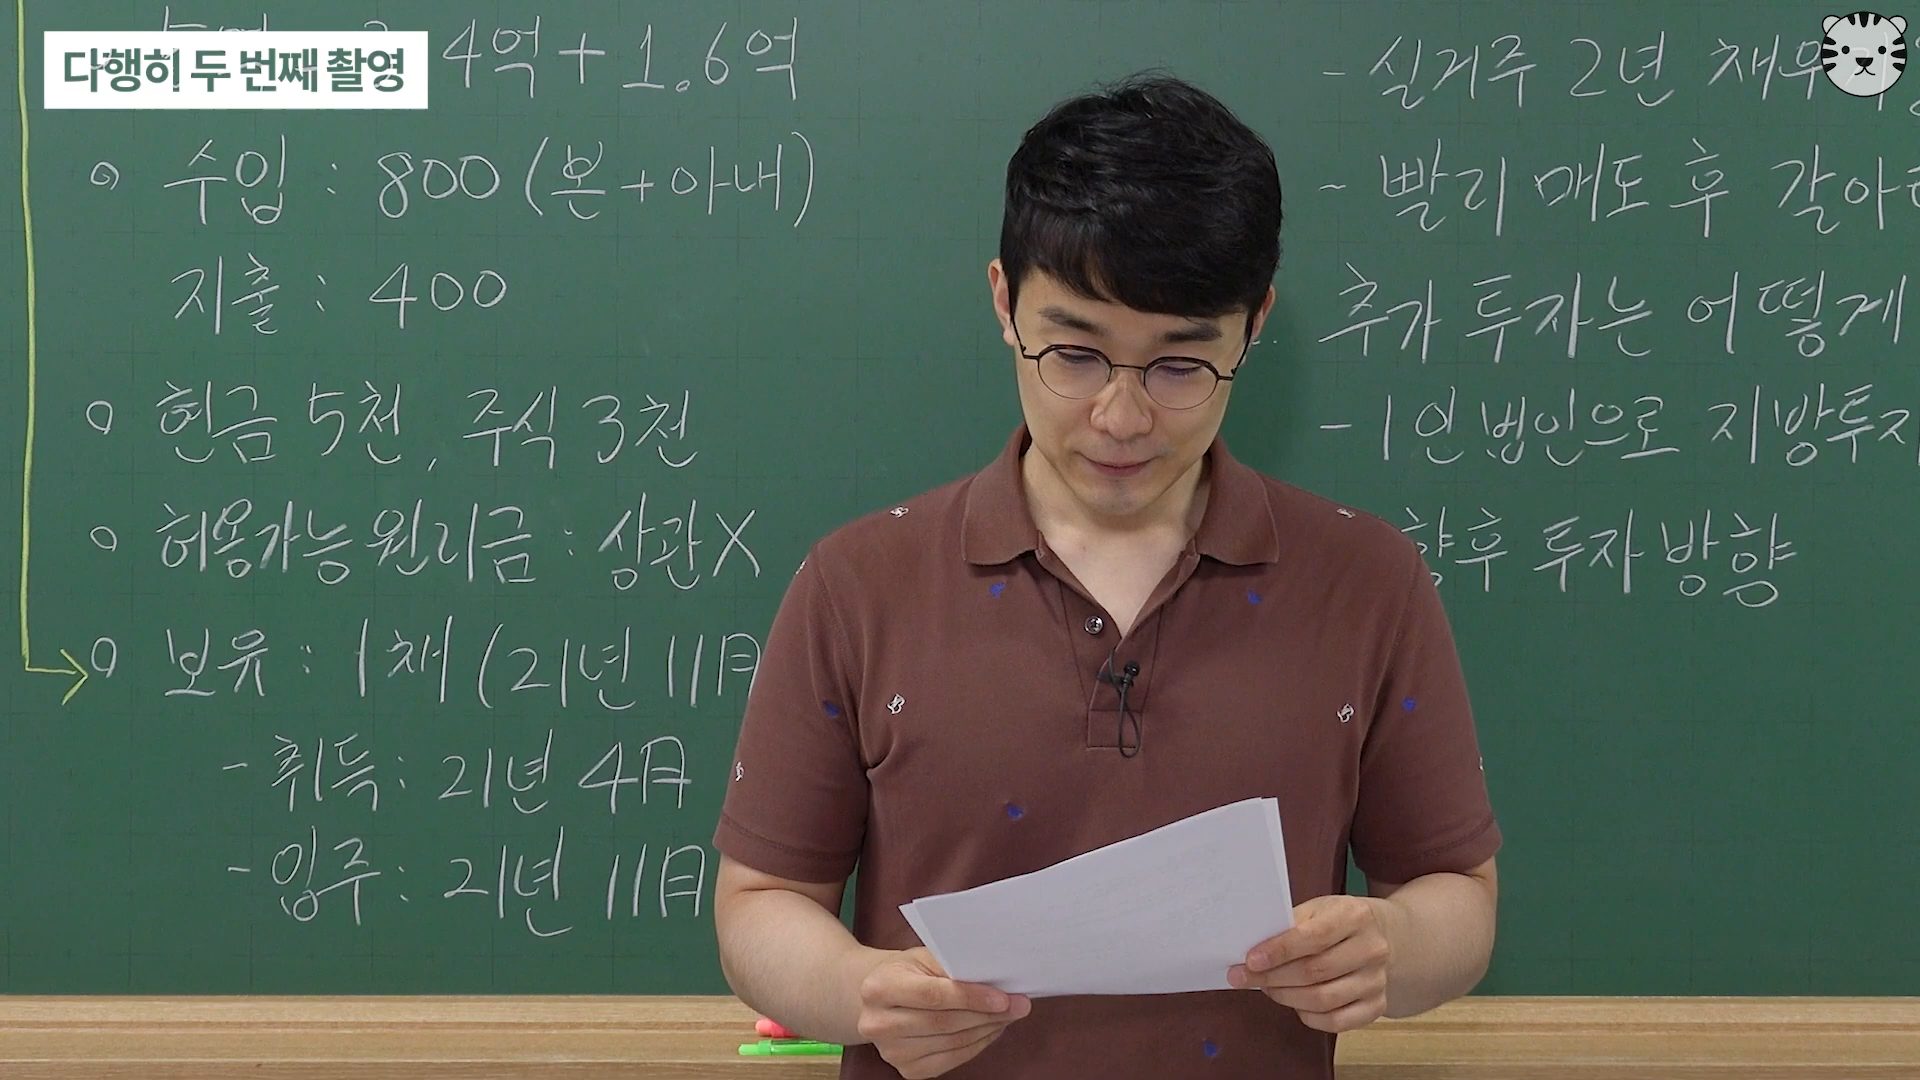 다행히 두 번째 촬영
4억 + 1.6억
수입 : 800 (본 + 아내)
지출 : 400
현금 5천, 주식 3천
허용가능 원리금 : 상관X
보유 : 1채 (21년 11月
- 취득 : 21년 4月
- 입주 : 21년 11月
- 실거주 2년 채우
- 빨리 매도 후 갈아
추가 투자는 어떻게
- 1인 법인으로 지방투자
향후 투자 방향